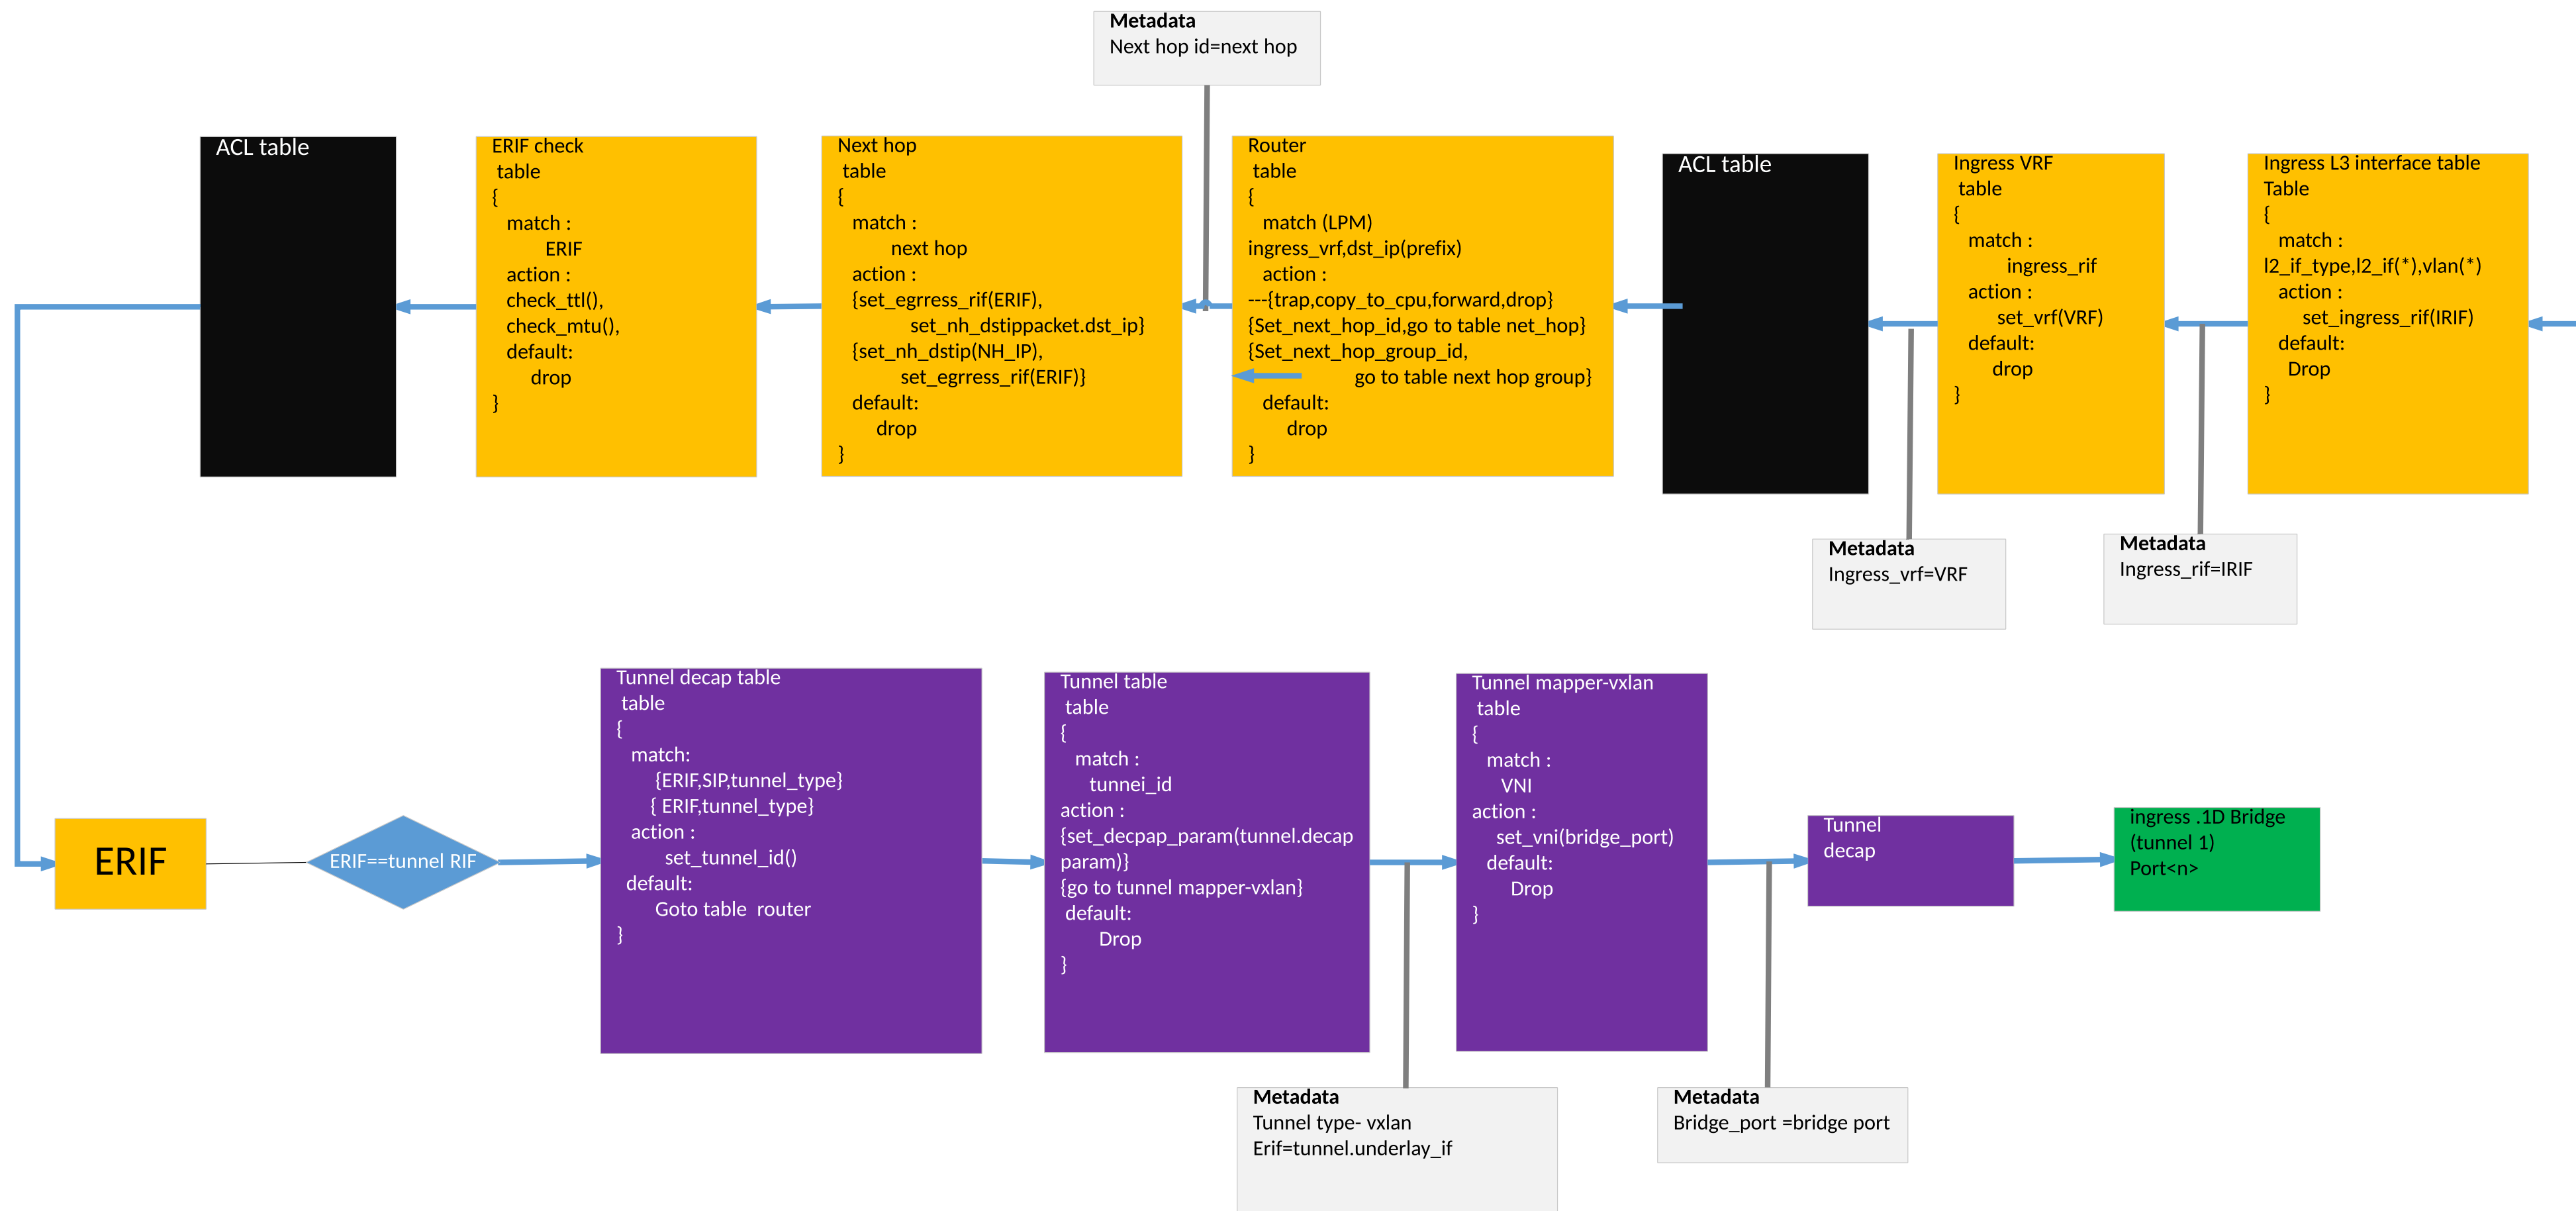 Metadata
Next hop id=next hop
ACL table
ERIF check
table
{
match :
ERIF
action :
check_ttl(),
check_mtu(),
default:
drop
}
Next hop
table
{
match :
next hop
action :
{set_egrress_rif(ERIF),
set_nh_dstippacket.dst_ip}
{set_nh_dstip(NH_IP),
set_egrress_rif(ERIF)}
default:
drop
}
Router
table
{
match (LPM)
ingress_vrf,dst_ip(prefix)
action :
---{trap,copy_to_cpu,forward,drop}
{Set_next_hop_id,go to table net_hop}
{Set_next_hop_group_id,
go to table next hop group}
default:
drop
}
ACL table
Ingress VRF
table
{
match :
ingress_rif
action :
set_vrf(VRF)
default:
drop
}
Ingress L3 interface table
Table
{
match :
l2_if_type,l2_if(*),vlan(*)
action :
set_ingress_rif(IRIF)
default:
Drop
}
Metadata
Ingress_vrf=VRF
Metadata
Ingress_rif=IRIF
ERIF
ERIF==tunnel RIF
Tunnel decap table
table
{
match:
{ERIF,SIP,tunnel_type}
{ ERIF,tunnel_type}
action :
set_tunnel_id()
default:
Goto table  router
}
Tunnel table
table
{
match :
tunnei_id
action :
{set_decpap_param(tunnel.decap
param)}
{go to tunnel mapper-vxlan}
default:
Drop
}
Tunnel mapper-vxlan
table
{
match :
VNI
action :
set_vni(bridge_port)
default:
Drop
}
Tunnel
decap
ingress .1D Bridge
(tunnel 1)
Port<n>
Metadata
Tunnel type- vxlan
Erif=tunnel.underlay_if
Metadata
Bridge_port =bridge port